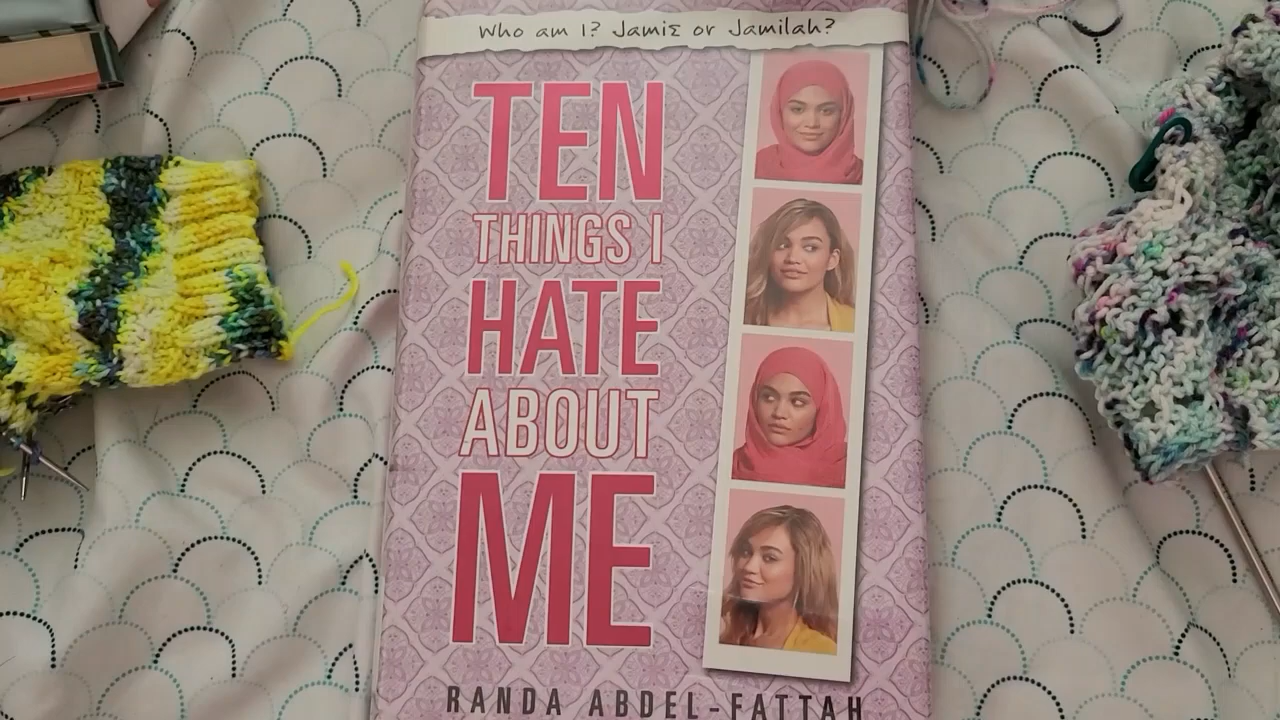 Who am I? Jamie or Jamilah?
TEN
THINGS I
HATE
ABOUT
ME
RANDA ABDEL-FATTAH